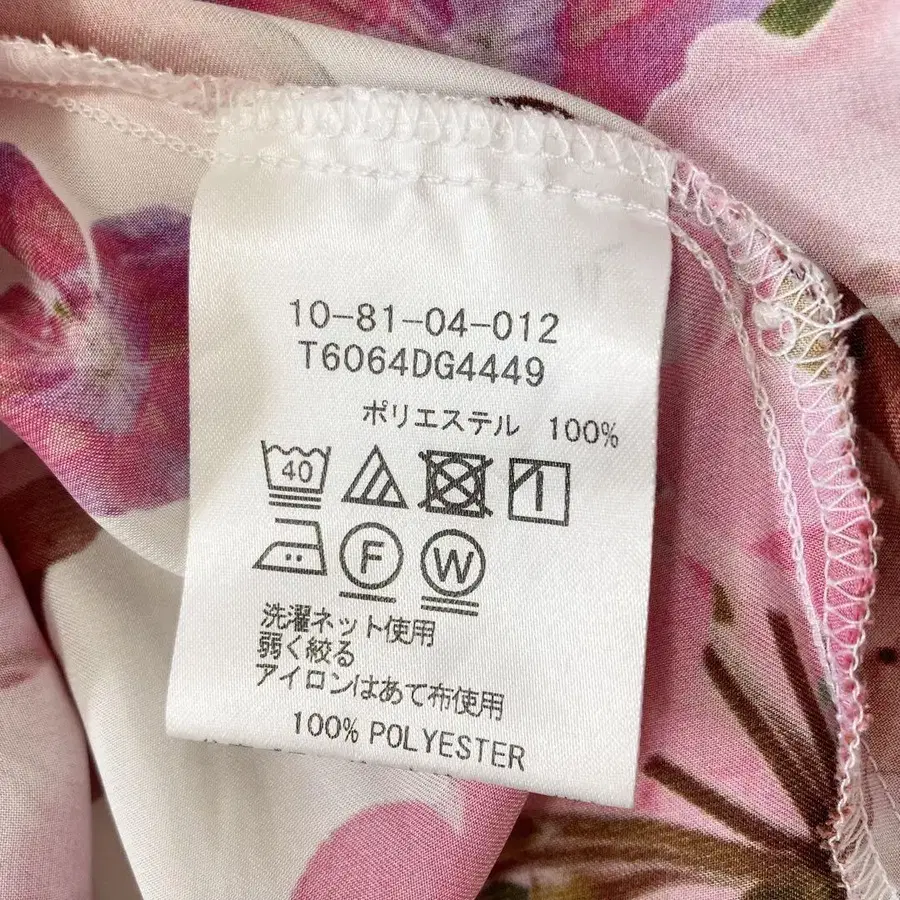 10-81-04-012
T6064DG4449
ポリエステル 100%
40
F W
洗濯ネット使用
弱く絞る
アイロンはあて布使用
100% POLYESTER